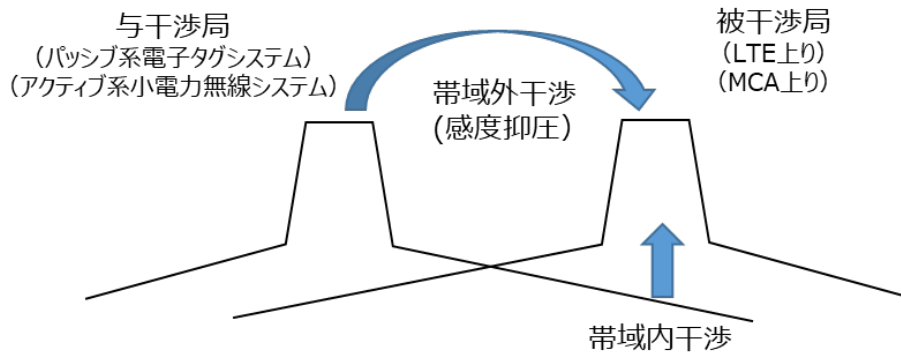 与干渉局
（パッシブ系電子タグシステム）
（アクティブ系小電力無線システム）
帯域外干渉
(感度抑圧）
被干渉局
（LTE上り）
（MCA上り）
帯域内干渉